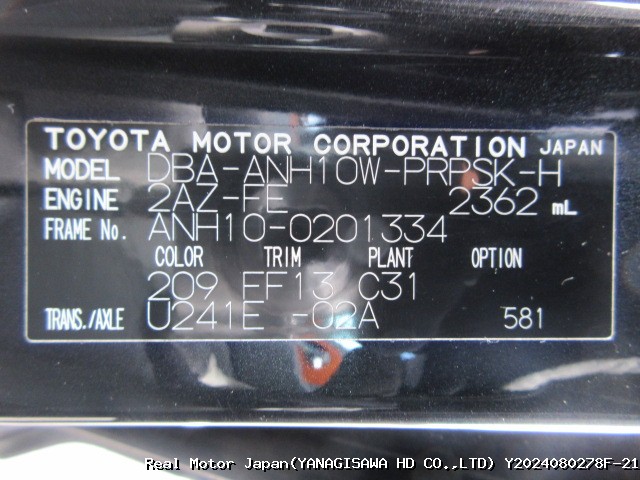 TOYOTA MOTOR CORPORATION JAPAN
MODEL DBA-ANH10W-PRPSK-H
ENGINE 2AZ-FE 2362 mL
FRAME No. ANH10-0201334
COLOR TRIM PLANT OPTION
209 FF13 C31
TRANS./AXLE U241E -02A 581
Real Motor Japan(YANAGISAWA HD CO.,LTD) Y2024080278F-21